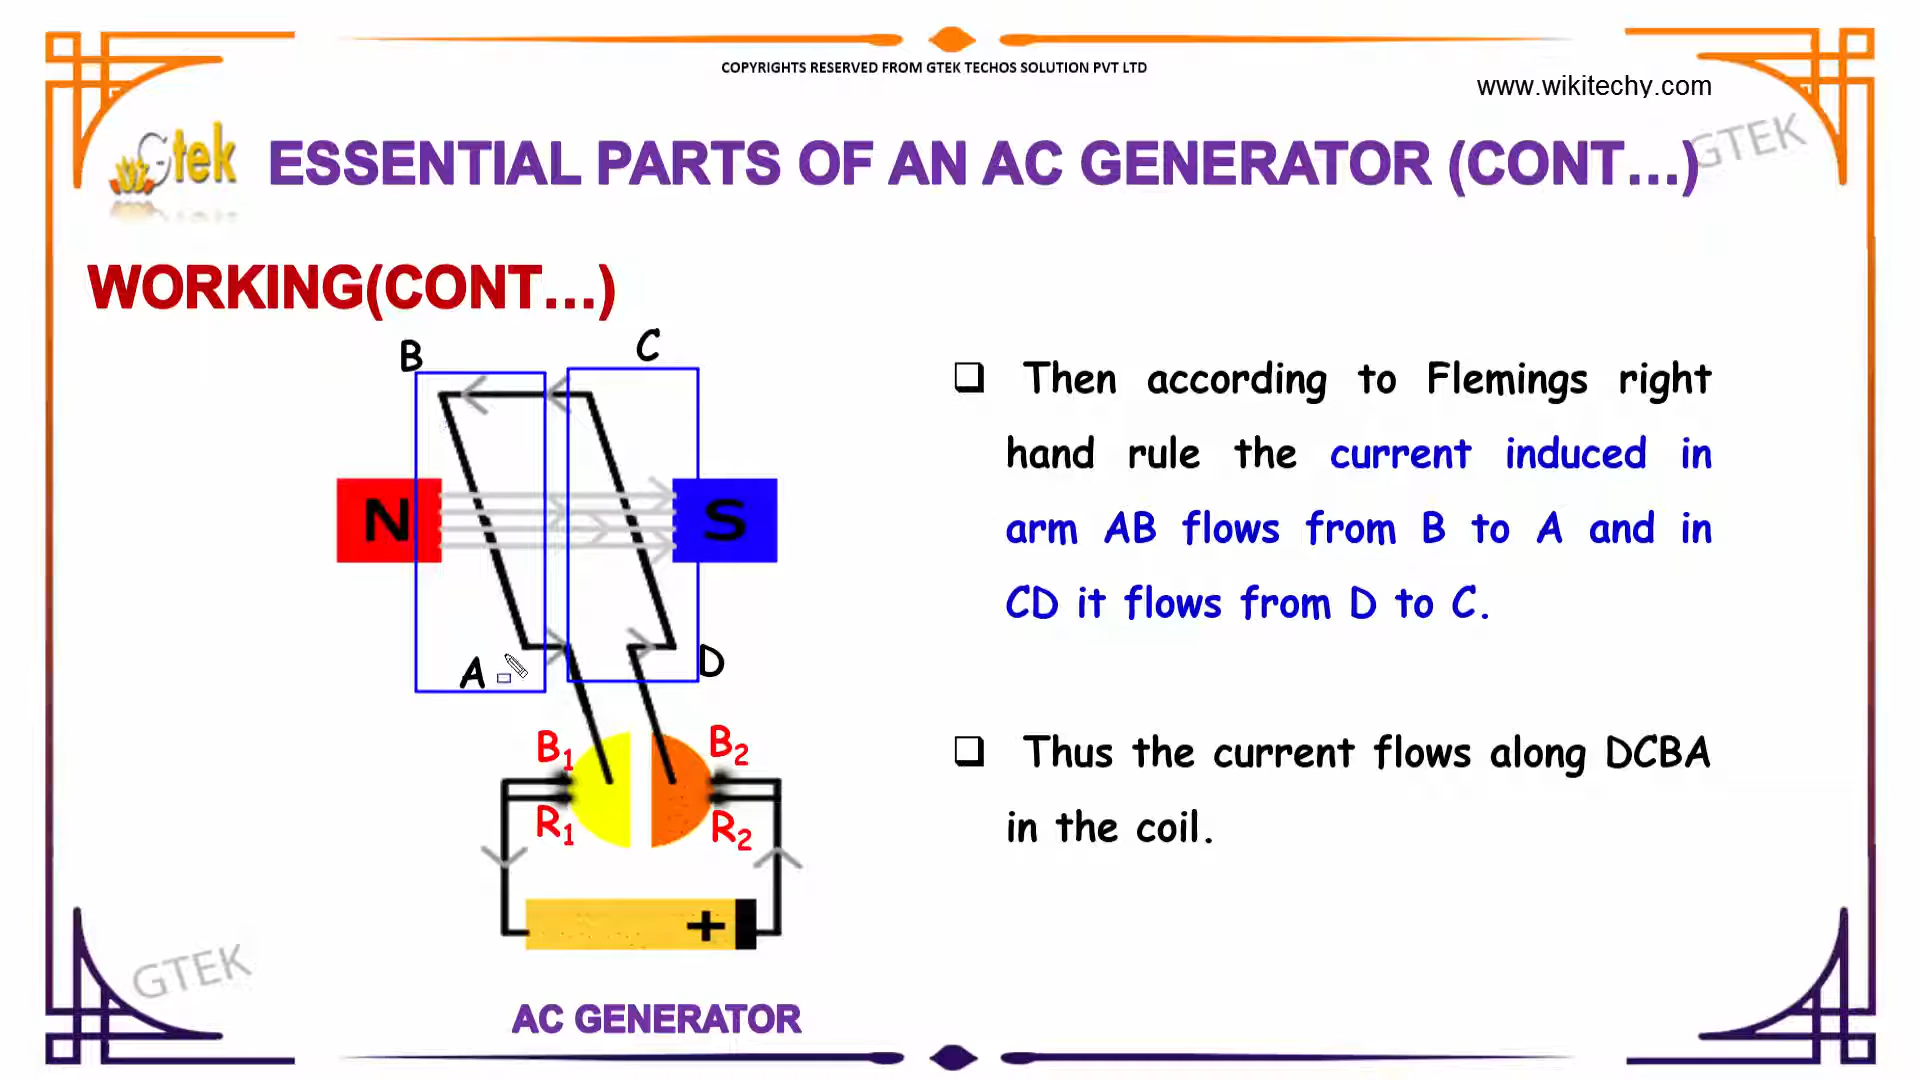 COPYRIGHTS RESERVED FROM GTEK TECHOS SOLUTION PVT LTD
www.wikitechy.com
GTEK
Gtek
ESSENTIAL PARTS OF AN AC GENERATOR (CONT...)
WORKING(CONT...)
B
C
N
S
A
D
B1
B2
R1
R2
+
AC GENERATOR
Then according to Flemings right
hand rule the current induced in
arm AB flows from B to A and in
CD it flows from D to C.
Thus the current flows along DCBA
in the coil.
GTEK